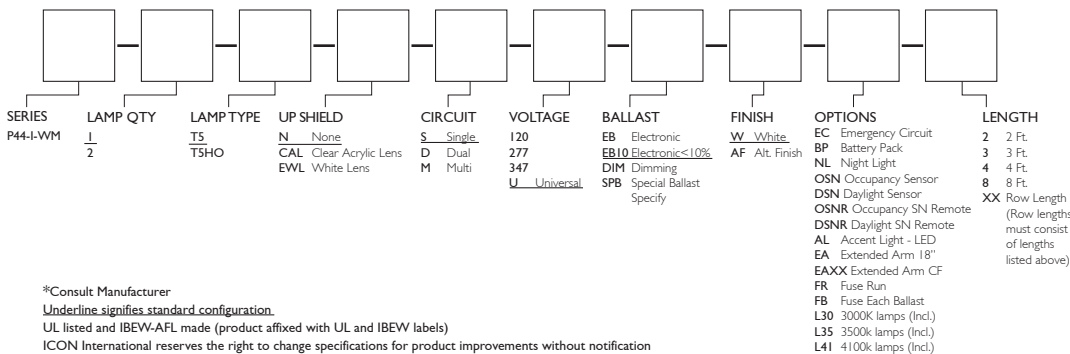 SERIES
P44-I-WM
LAMP QTY
1
2
LAMP TYPE
T5
T5HO
UP SHIELD
N None
CAL Clear Acrylic Lens
EWL White Lens
CIRCUIT
S Single
D Dual
M Multi
VOLTAGE
120
277
347
U Universal
BALLAST
EB Electronic
EB10 Electronic<10%
DIM Dimming
SPB Special Ballast
Specify
FINISH
W White
AF Alt. Finish
OPTIONS
EC Emergency Circuit
BP Battery Pack
NL Night Light
OSN Occupancy Sensor
DSN Daylight Sensor
OSNR Occupancy SN Remote
DSNR Daylight SN Remote
AL Accent Light - LED
EA Extended Arm 18"
EAXX Extended Arm CF
FR Fuse Run
FB Fuse Each Ballast
L30 3000K lamps (Incl.)
L35 3500k lamps (Incl.)
L41 4100k lamps (Incl.)
LENGTH
2 2 Ft.
3 3 Ft.
4 4 Ft.
8 8 Ft.
XX Row Length
(Row lengths
must consist
of lengths
listed above)
*Consult Manufacturer
Underline signifies standard configuration
UL listed and IBEW-AFL made (product affixed with UL and IBEW labels)
ICON International reserves the right to change specifications for product improvements without notification